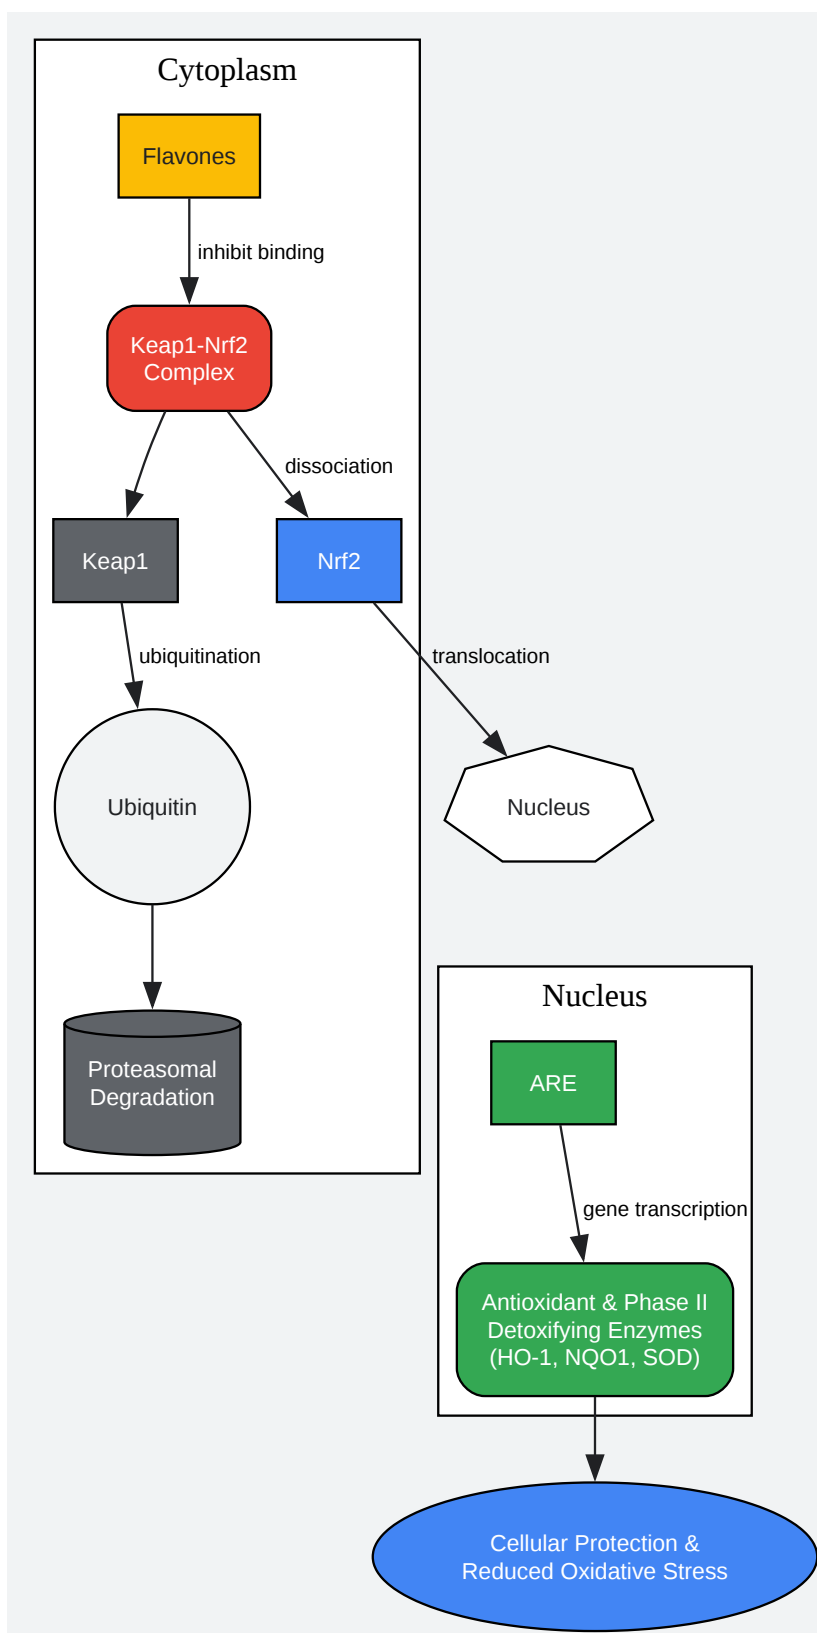 Cytoplasm
Flavones
inhibit binding
Keap1-Nrf2
Complex
dissociation
Keap1
Nrf2
ubiquitination
translocation
Ubiquitin
Nucleus
Proteasomal
Degradation
Nucleus
ARE
gene transcription
Antioxidant & Phase II
Detoxifying Enzymes
(HO-1, NQO1, SOD)
Cellular Protection &
Reduced Oxidative Stress